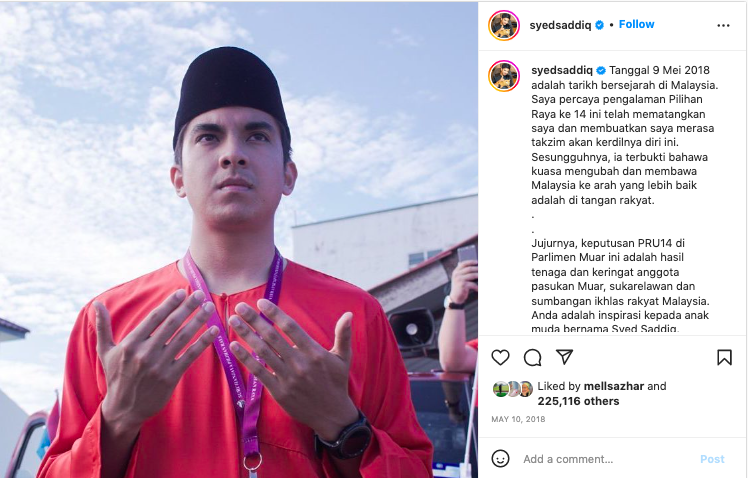 syedsaddiq • Follow
syedsaddiq Tanggal 9 Mei 2018
adalah tarikh bersejarah di Malaysia.
Saya percaya pengalaman Pilihan
Raya ke 14 ini telah mematangkan
saya dan membuatkan saya merasa
takzim akan kerdilnya diri ini.
Sesungguhnya, ia terbukti bahawa
kuasa mengubah dan membawa
Malaysia ke arah yang lebih baik
adalah di tangan rakyat.
.
.
Jujurnya, keputusan PRU14 di
Parlimen Muar ini adalah hasil
tenaga dan keringat anggota
pasukan Muar, sukarelawan dan
sumbangan ikhlas rakyat Malaysia.
Anda adalah inspirasi kepada anak
muda bernama Syed Saddiq.
Liked by mellsazhar and
225,116 others
MAY 10, 2018
Add a comment...
Post